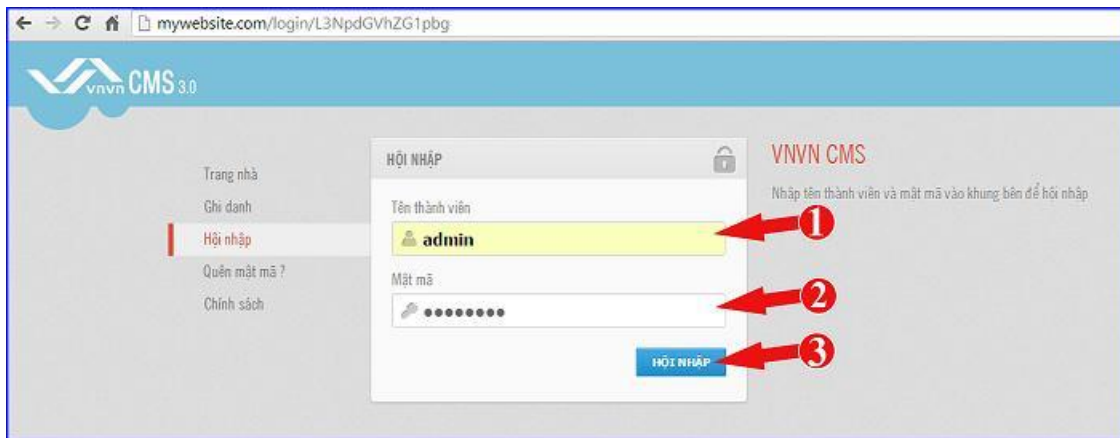 mywebsite.com/login/L3NpdGVhZG1pbg
vnvn CMS 3.0
Trang nhà
Ghi danh
Hội nhập
Quên mật mã ?
Chính sách
HỘI NHẬP
Tên thành viên
admin
Mật mã
HỘI NHẬP
VNVN CMS
Nhập tên thành viên và mật mã vào khung bên để hội nhập
1
2
3